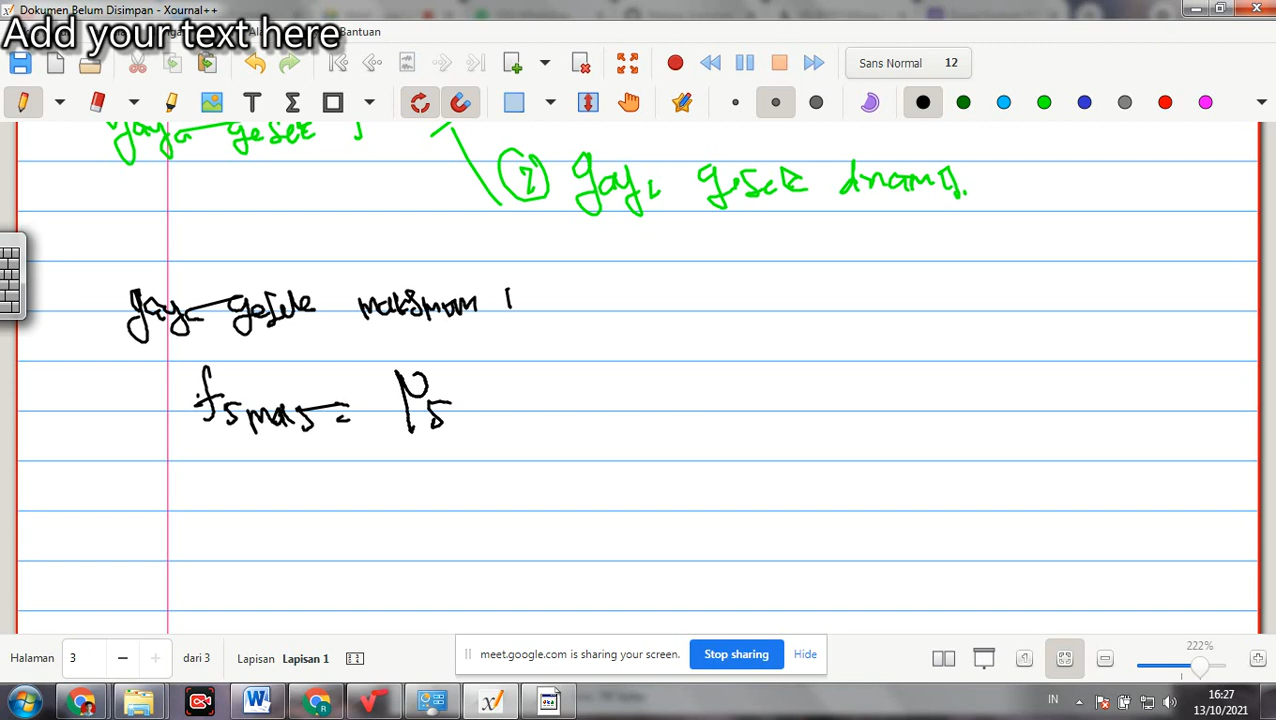 Dokumen Belum Disimpan - Xournal++
Add your text here
Bantuan
Sans Normal 12
gaya gesek
② gaya gesek dinamis.
gaya gesek maksimum
fs maks = μs
Halaman 3 dari 3 Lapisan Lapisan 1
meet.google.com is sharing your screen. Stop sharing Hide
222%
IN 16:27
13/10/2021